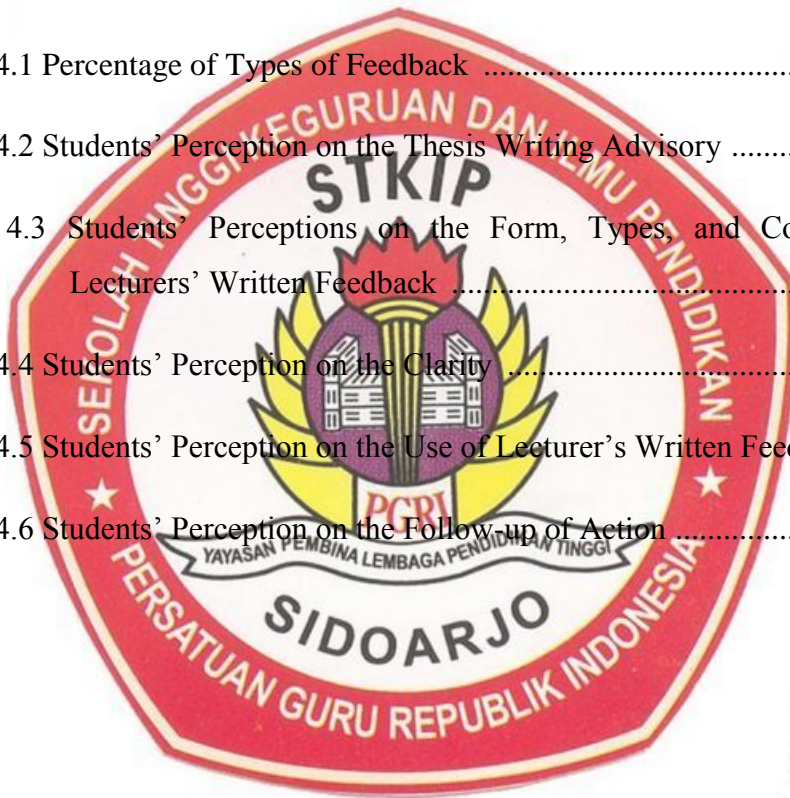 4.1 Percentage of Types of Feedback ..........................................
4.2 Students’ Perception on the Thesis Writing Advisory ........
4.3 Students’ Perceptions on the Form, Types, and Co
Lecturers’ Written Feedback ..............................................
4.4 Students’ Perception on the Clarity ......................................
4.5 Students’ Perception on the Use of Lecturer’s Written Feed
4.6 Students’ Perception on the Follow-up of Action ................
SEKOLAH TINGGI KEGURUAN DAN ILMU PENDIDIKAN
STKIP
PGRI
YAYASAN PEMBINA LEMBAGA PENDIDIKAN TINGGI
SIDOARJO
PERSATUAN GURU REPUBLIK INDONESIA